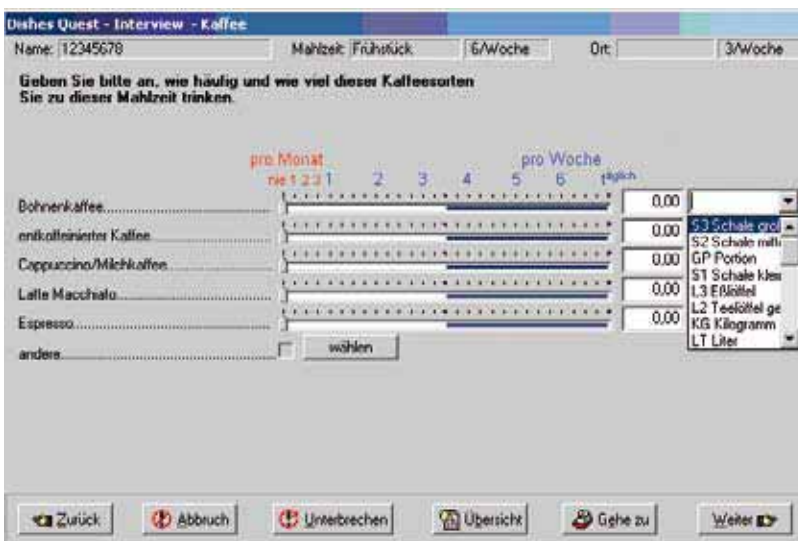 Dishes Quest - Interview - Kaffee
Name: 12345678 Mahlzeit: Frühstück 6/Woche Ort: 3/Woche
Geben Sie bitte an, wie häufig und wie viel dieser Kaffeesorten
Sie zu dieser Mahlzeit trinken.
pro Monat pro Woche
nie 1 2 3 1 2 3 4 5 6 täglich
Bohnenkaffee 0,00
entkoffeinierter Kaffee 0,00
Cappuccino/Milchkaffee 0,00
Latte Macchiato 0,00
Espresso 0,00
andere wählen
S3 Schale groß
S2 Schale mitt
GP Portion
S1 Schale klei
L3 Eßlöffel
L2 Teelöffel ge
KG Kilogramm
LT Liter
Zurück Abbruch Unterbrechen Übersicht Gehe zu Weiter